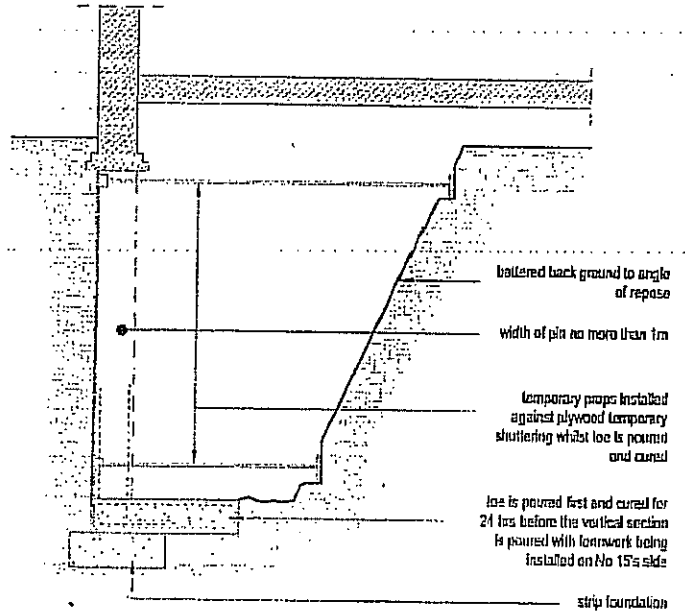 battered back ground to angle
of repose
width of pin no more than 1m
temporary props installed
against plywood temporary
shuttering whilst toe is poured
and cured
toe is poured first and cured for
24 hrs before the vertical section
is poured with formwork being
installed on No 15's side
strip foundation